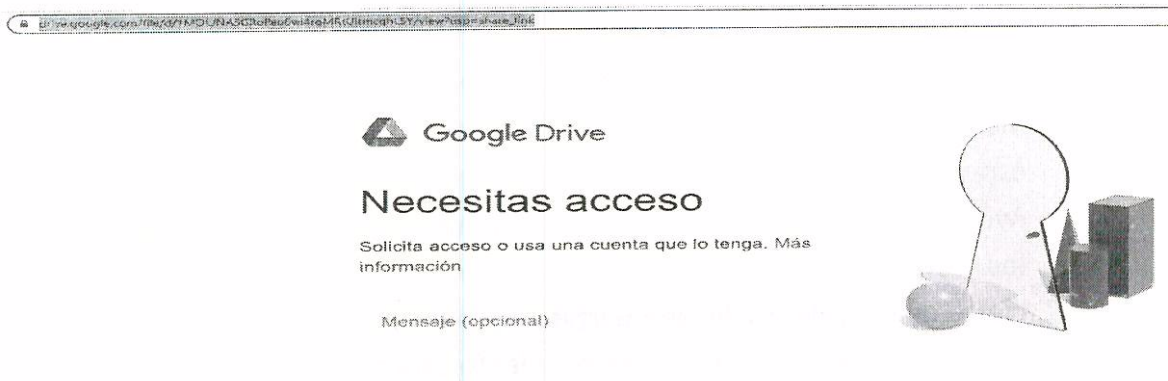 Google Drive
Necesitas acceso
Solicita acceso o usa una cuenta que lo tenga. Más
información
Mensaje (opcional)